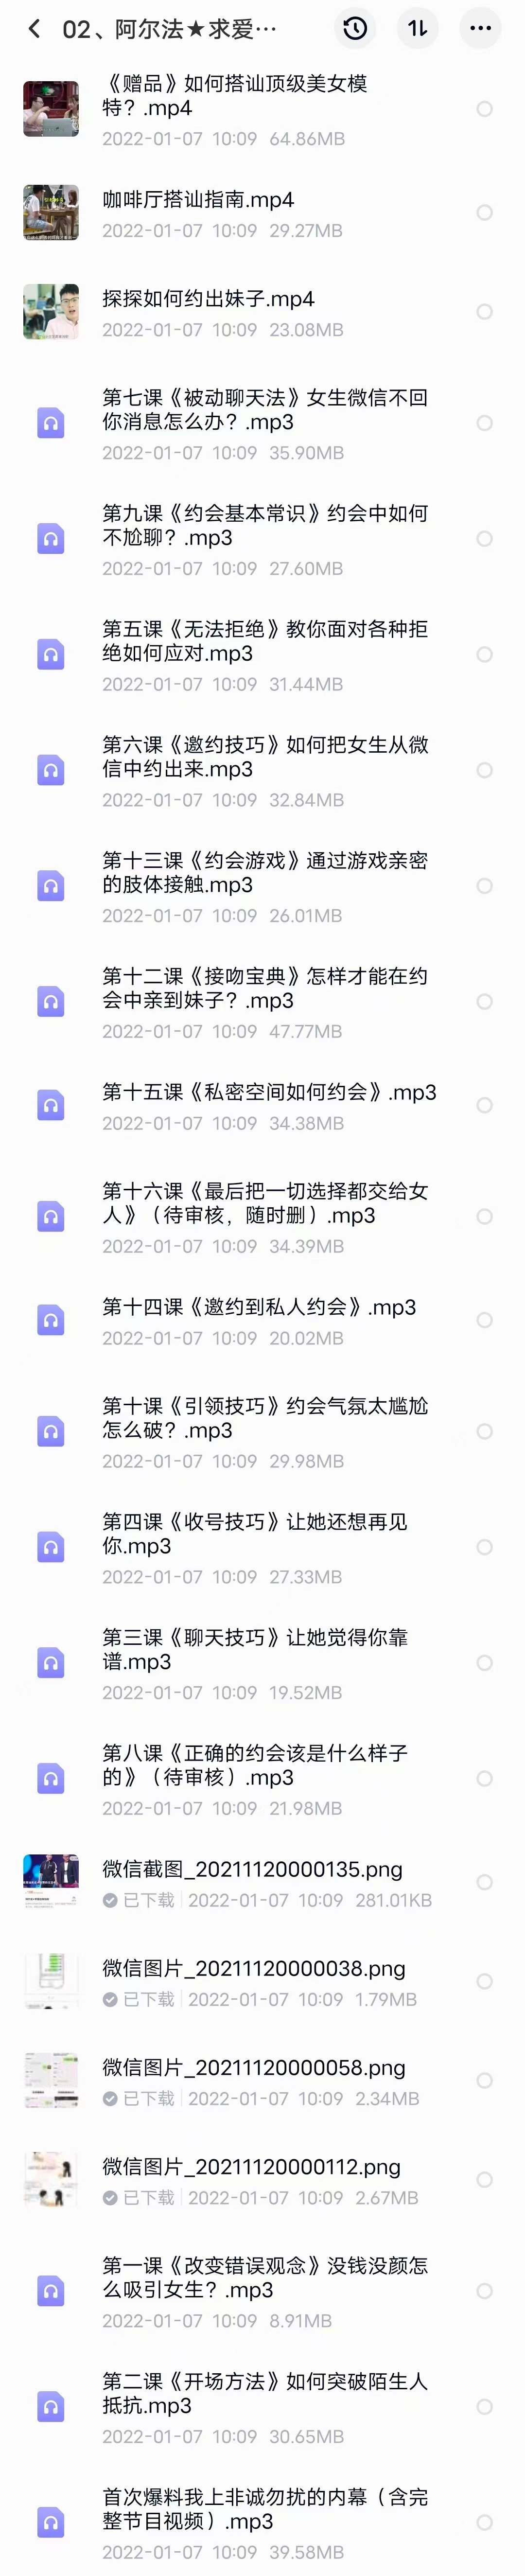 02、阿尔法★求爱…
《赠品》如何搭讪顶级美女模
特？.mp4
2022-01-07 10:09 64.86MB
咖啡厅搭讪指南.mp4
2022-01-07 10:09 29.27MB
探探如何约出妹子.mp4
2022-01-07 10:09 23.08MB
第七课《被动聊天法》女生微信不回
你消息怎么办？.mp3
2022-01-07 10:09 35.90MB
第九课《约会基本常识》约会中如何
不尬聊？.mp3
2022-01-07 10:09 27.60MB
第五课《无法拒绝》教你面对各种拒
绝如何应对.mp3
2022-01-07 10:09 31.44MB
第六课《邀约技巧》如何把女生从微
信中约出来.mp3
2022-01-07 10:09 32.84MB
第十三课《约会游戏》通过游戏亲密
的肢体接触.mp3
2022-01-07 10:09 26.01MB
第十二课《接吻宝典》怎样才能在约
会中亲到妹子？.mp3
2022-01-07 10:09 47.77MB
第十五课《私密空间如何约会》.mp3
2022-01-07 10:09 34.38MB
第十六课《最后把一切选择都交给女
人》（待审核，随时删）.mp3
2022-01-07 10:09 34.39MB
第十四课《邀约到私人约会》.mp3
2022-01-07 10:09 20.02MB
第十课《引领技巧》约会气氛太尴尬
怎么破？.mp3
2022-01-07 10:09 29.98MB
第四课《收号技巧》让她还想再见
你.mp3
2022-01-07 10:09 27.33MB
第三课《聊天技巧》让她觉得你靠
谱.mp3
2022-01-07 10:09 19.52MB
第八课《正确的约会该是什么样子
的》（待审核）.mp3
2022-01-07 10:09 21.98MB
微信截图_20211120000135.png
已下载 2022-01-07 10:09 281.01KB
微信图片_20211120000038.png
已下载 2022-01-07 10:09 1.79MB
微信图片_20211120000058.png
已下载 2022-01-07 10:09 2.34MB
微信图片_20211120000112.png
已下载 2022-01-07 10:09 2.67MB
第一课《改变错误观念》没钱没颜怎
么吸引女生？.mp3
2022-01-07 10:09 8.91MB
第二课《开场方法》如何突破陌生人
抵抗.mp3
2022-01-07 10:09 30.65MB
首次爆料我上非诚勿扰的内幕（含完
整节目视频）.mp3
2022-01-07 10:09 39.58MB